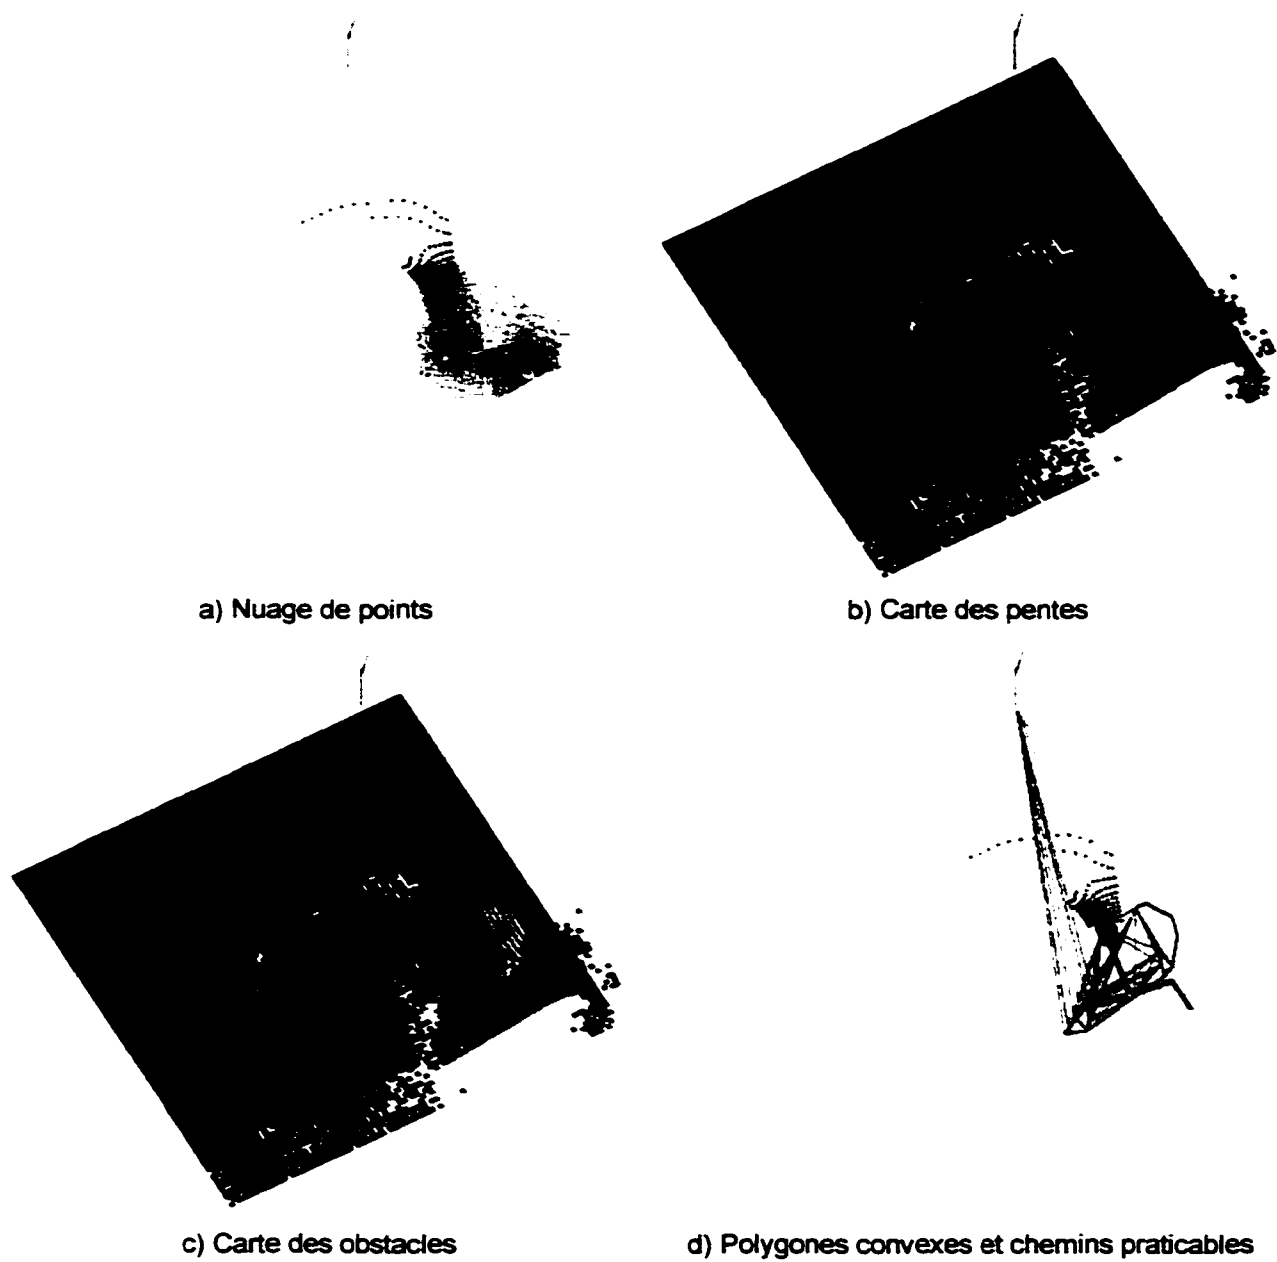 a) Nuage de points
b) Carte des pentes
c) Carte des obstacles
d) Polygones convexes et chemins praticables